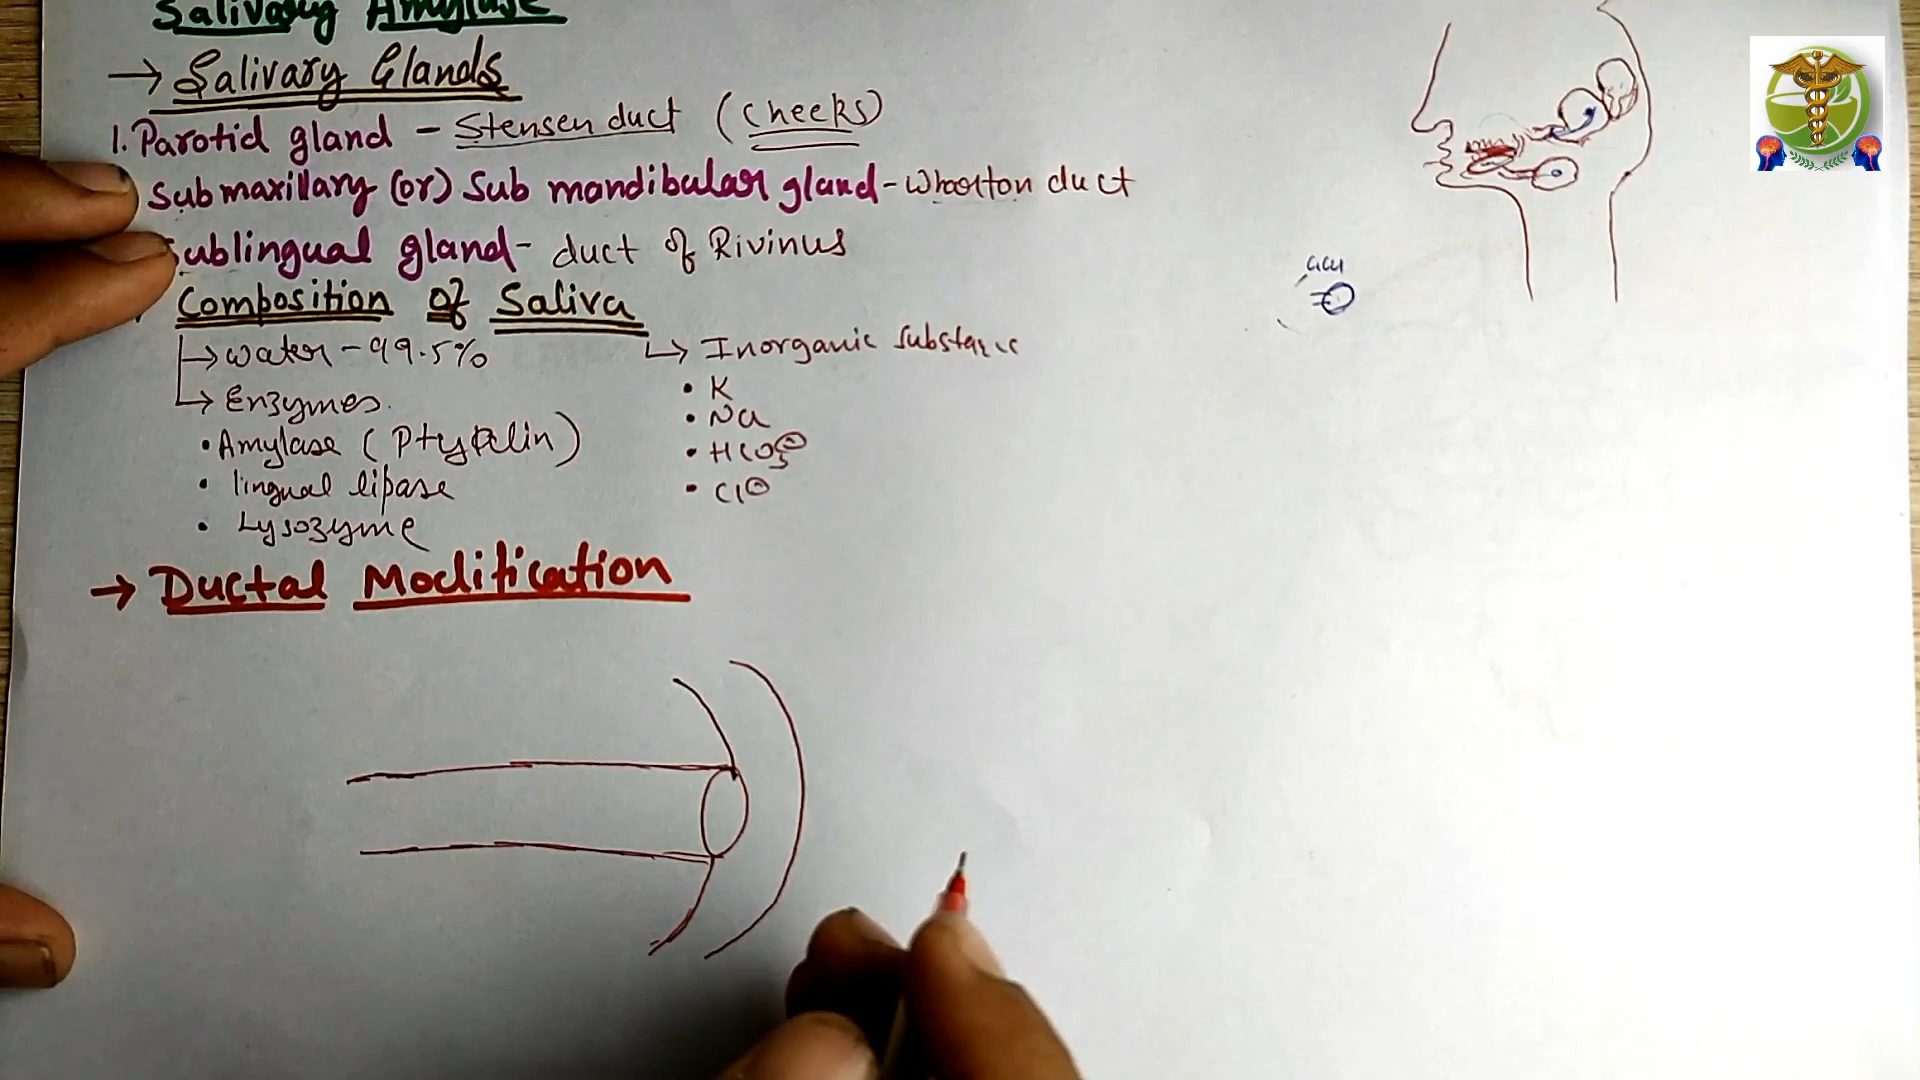 Salivary Amylase
→ Salivary Glands
1. Parotid gland - Stensen duct (cheeks)
Submaxillary (or) Sub mandibular gland - Wharton duct
Sublingual gland - duct of Rivinus
Composition of Saliva
→ water - 99.5%
→ Enzymes.
• Amylase (Ptyalin)
• lingual lipase
• Lysozyme
→ Inorganic substance
• K
• Na
• HCO3⊖
• Cl⊖
→ Ductal Modification